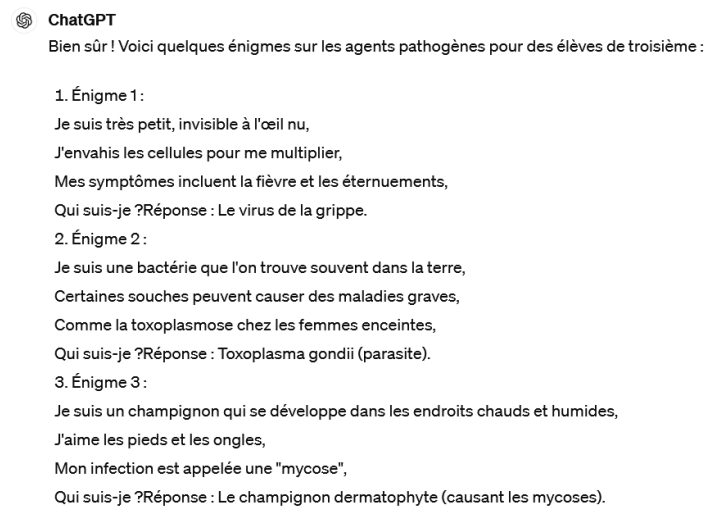 ChatGPT
Bien sûr ! Voici quelques énigmes sur les agents pathogènes pour des élèves de troisième :
1. Énigme 1 :
Je suis très petit, invisible à l'œil nu,
J'envahis les cellules pour me multiplier,
Mes symptômes incluent la fièvre et les éternuements,
Qui suis-je ?Réponse : Le virus de la grippe.
2. Énigme 2 :
Je suis une bactérie que l'on trouve souvent dans la terre,
Certaines souches peuvent causer des maladies graves,
Comme la toxoplasmose chez les femmes enceintes,
Qui suis-je ?Réponse : Toxoplasma gondii (parasite).
3. Énigme 3 :
Je suis un champignon qui se développe dans les endroits chauds et humides,
J'aime les pieds et les ongles,
Mon infection est appelée une "mycose",
Qui suis-je ?Réponse : Le champignon dermatophyte (causant les mycoses).